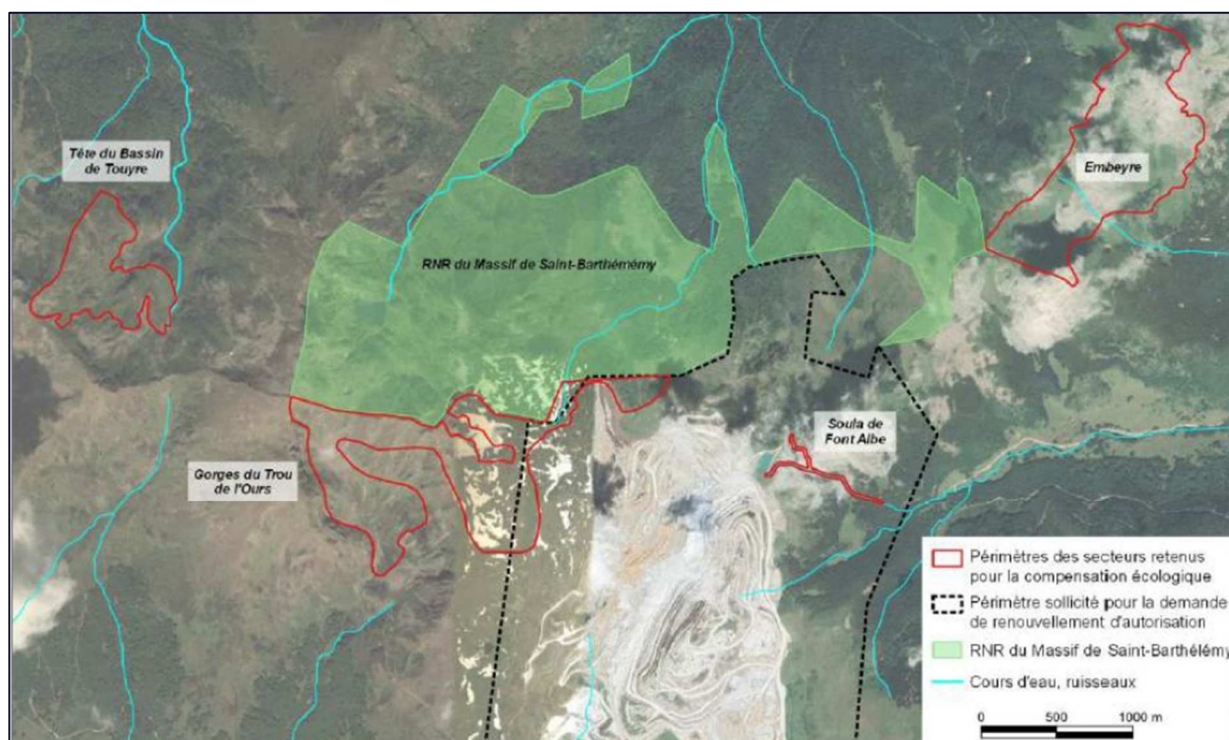 Tête du Bassin
de Touyre
Embeyre
RNR du Massif de Saint-Barthémémy
Soula de
Font Albe
Gorges du Trou
de l'Ours
Périmètres des secteurs retenus
pour la compensation écologique
Périmètre sollicité pour la demande
de renouvellement d'autorisation
RNR du Massif de Saint-Barthélémy
Cours d'eau, ruisseaux
0 500 1000 m